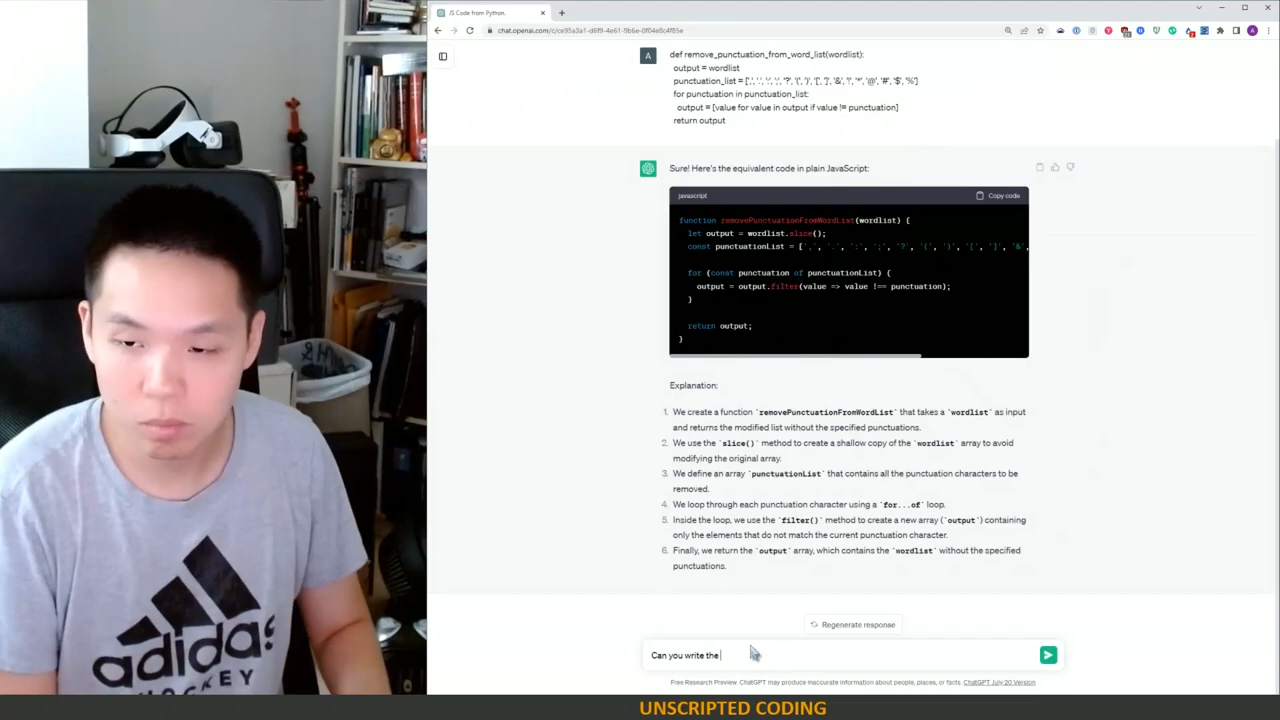 JS Code from Python.
chat.openai.com/c/ce95a3a1-d6f9-4e61-9b6e-0f04e8c4f85e
A
def remove_punctuation_from_word_list(wordlist):
output = wordlist
for punctuation in punctuation_list:
output = [value for value in output if value != punctuation]
return output
Sure! Here's the equivalent code in plain JavaScript:
javascript
Copy code
function removePunctuationFromWordList(wordlist) {
let output = wordlist.slice();
const punctuationList = [',', '.', ':', ';', '?', '(', ')', '[', ']', '&',
for (const punctuation of punctuationList) {
output = output.filter(value => value !== punctuation);
}
return output;
}
Explanation:
1. We create a function `removePunctuationFromWordList` that takes a `wordlist` as input
and returns the modified list without the specified punctuations.
2. We use the `slice()` method to create a shallow copy of the `wordlist` array to avoid
modifying the original array.
3. We define an array `punctuationList` that contains all the punctuation characters to be
removed.
4. We loop through each punctuation character using a `for...of` loop.
5. Inside the loop, we use the `filter()` method to create a new array (`output`) containing
only the elements that do not match the current punctuation character.
6. Finally, we return the `output` array, which contains the `wordlist` without the specified
punctuations.
Regenerate response
Can you write the
Free Research Preview. ChatGPT may produce inaccurate information about people, places, or facts. ChatGPT July 20 Version
adidas
HOCKEY
UNSCRIPTED CODING